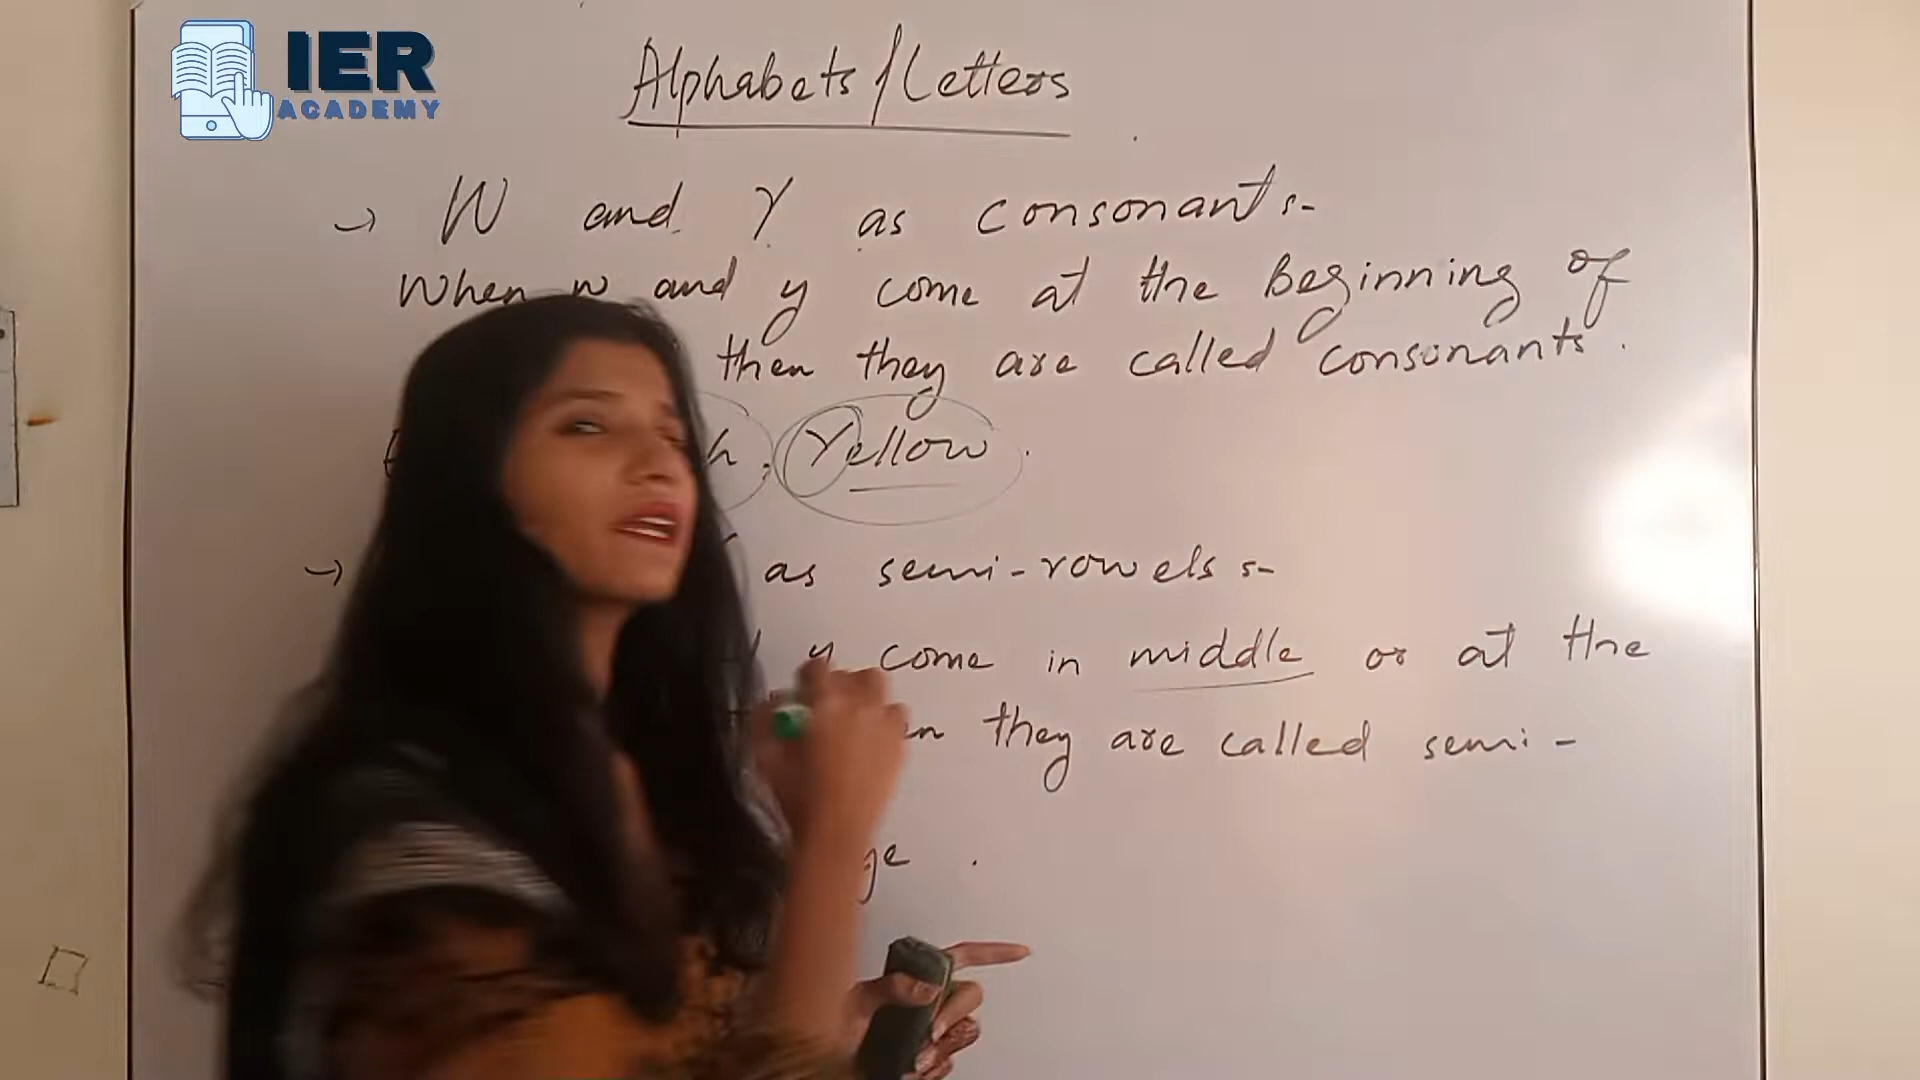 IER
ACADEMY
Alphabets / Letters
→ W and Y as consonants:-
When w and y come at the Beginning of
then they are called consonants.
Yellow.
→ as semi-vowels :-
y come in middle or at the
they are called semi-